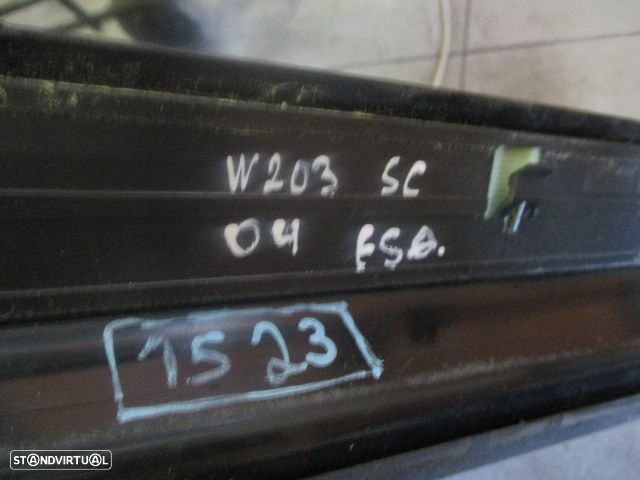 W203 SC
04 ESQ.
1523
STANDVIRTUAL